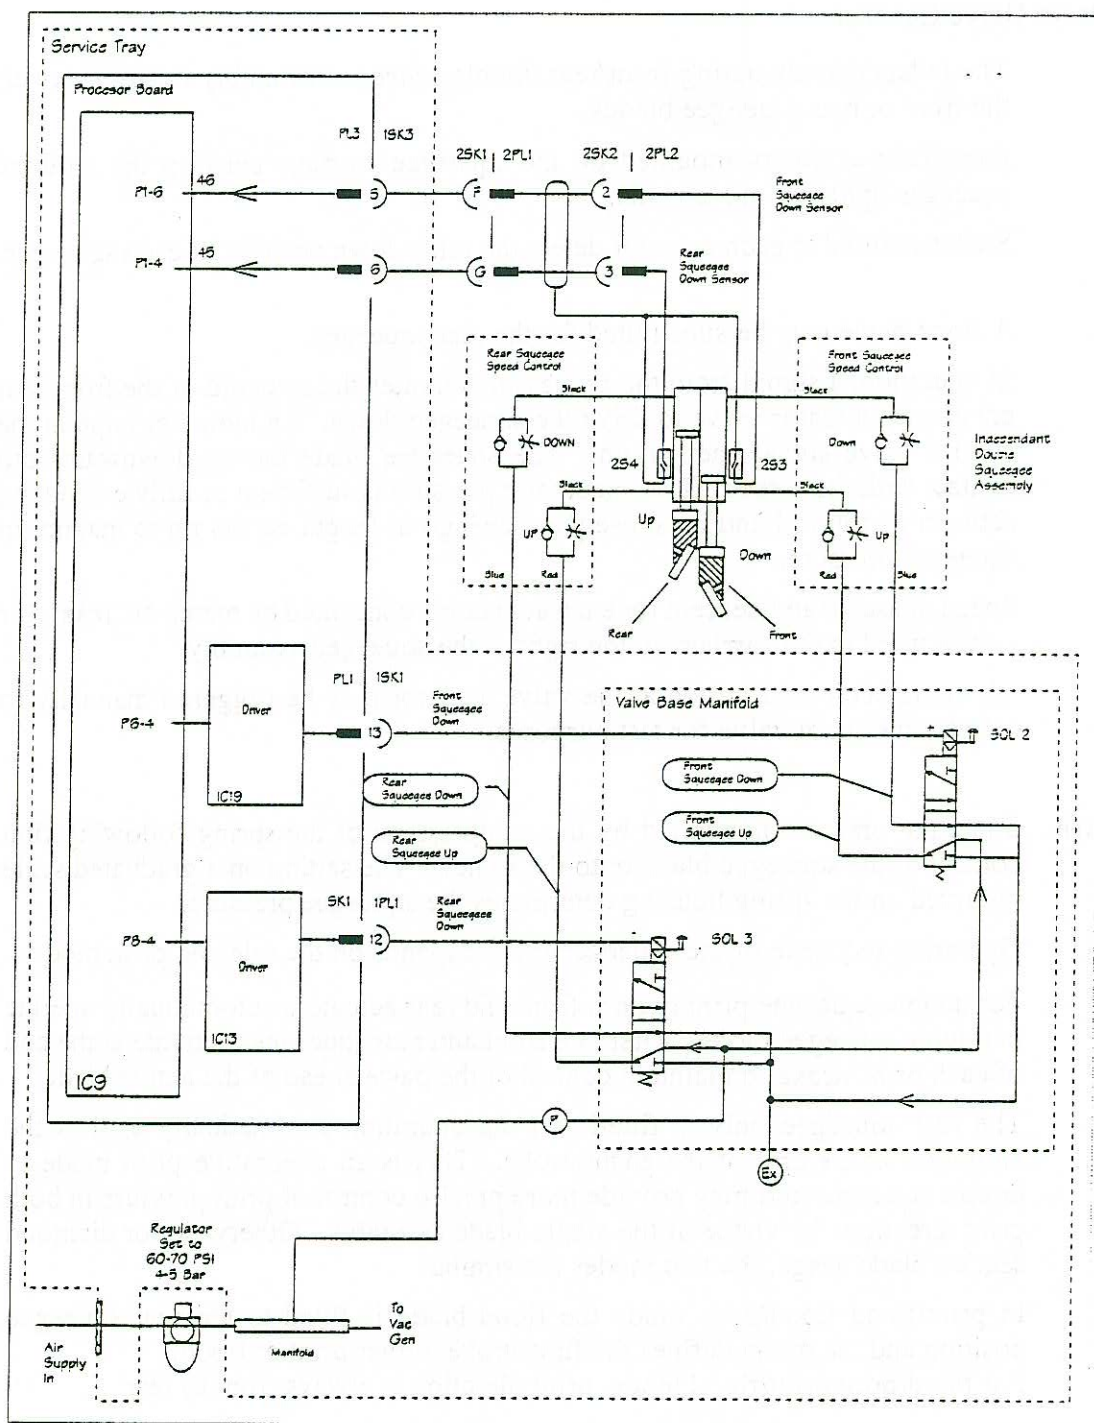 Service Tray
Procesor Board
PL3
1SK3
2SK1
2PL1
2SK2
2PL2
P1-6
46
5
F
2
Front
Squeegee
Down Sensor
P1-4
45
6
G
3
Rear
Squeegee
Down Sensor
Rear Squeegee
Speed Control
Front Squeegee
Speed Control
Black
Black
DOWN
Down
2S4
2S3
Independant
Double
Squeegee
Assembly
Black
Black
UP
Up
Up
Down
Blue
Red
Red
Blue
Rear
Front
PL1
1SK1
Front
Squeegee
Down
P6-4
Driver
13
IC19
Valve Base Manifold
SOL 2
Rear
Squeegee Down
Front
Squeegee Down
Rear
Squeegee Up
Front
Squeegee Up
SK1
1PL1
Rear
Squeegee
Down
P8-4
Driver
12
SOL 3
IC13
IC9
P
Ex
Regulator
Set to
60-70 PSI
4-5 Bar
Air
Supply
In
Manifold
To
Vac
Gen